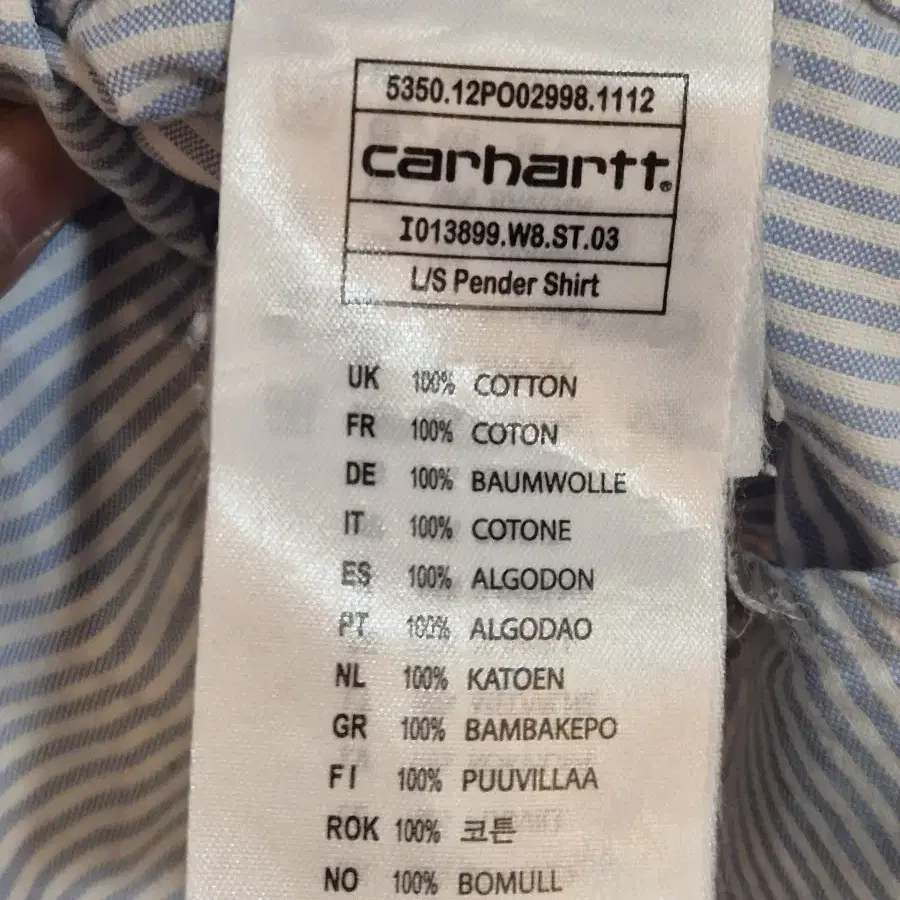 5350.12PO02998.1112
carhartt®
I013899.W8.ST.03
L/S Pender Shirt
UK 100% COTTON
FR 100% COTON
DE 100% BAUMWOLLE
IT 100% COTONE
ES 100% ALGODON
PT 100% ALGODAO
NL 100% KATOEN
GR 100% BAMBAKEPO
FI 100% PUUVILLAA
ROK 100% 코튼
NO 100% BOMULL